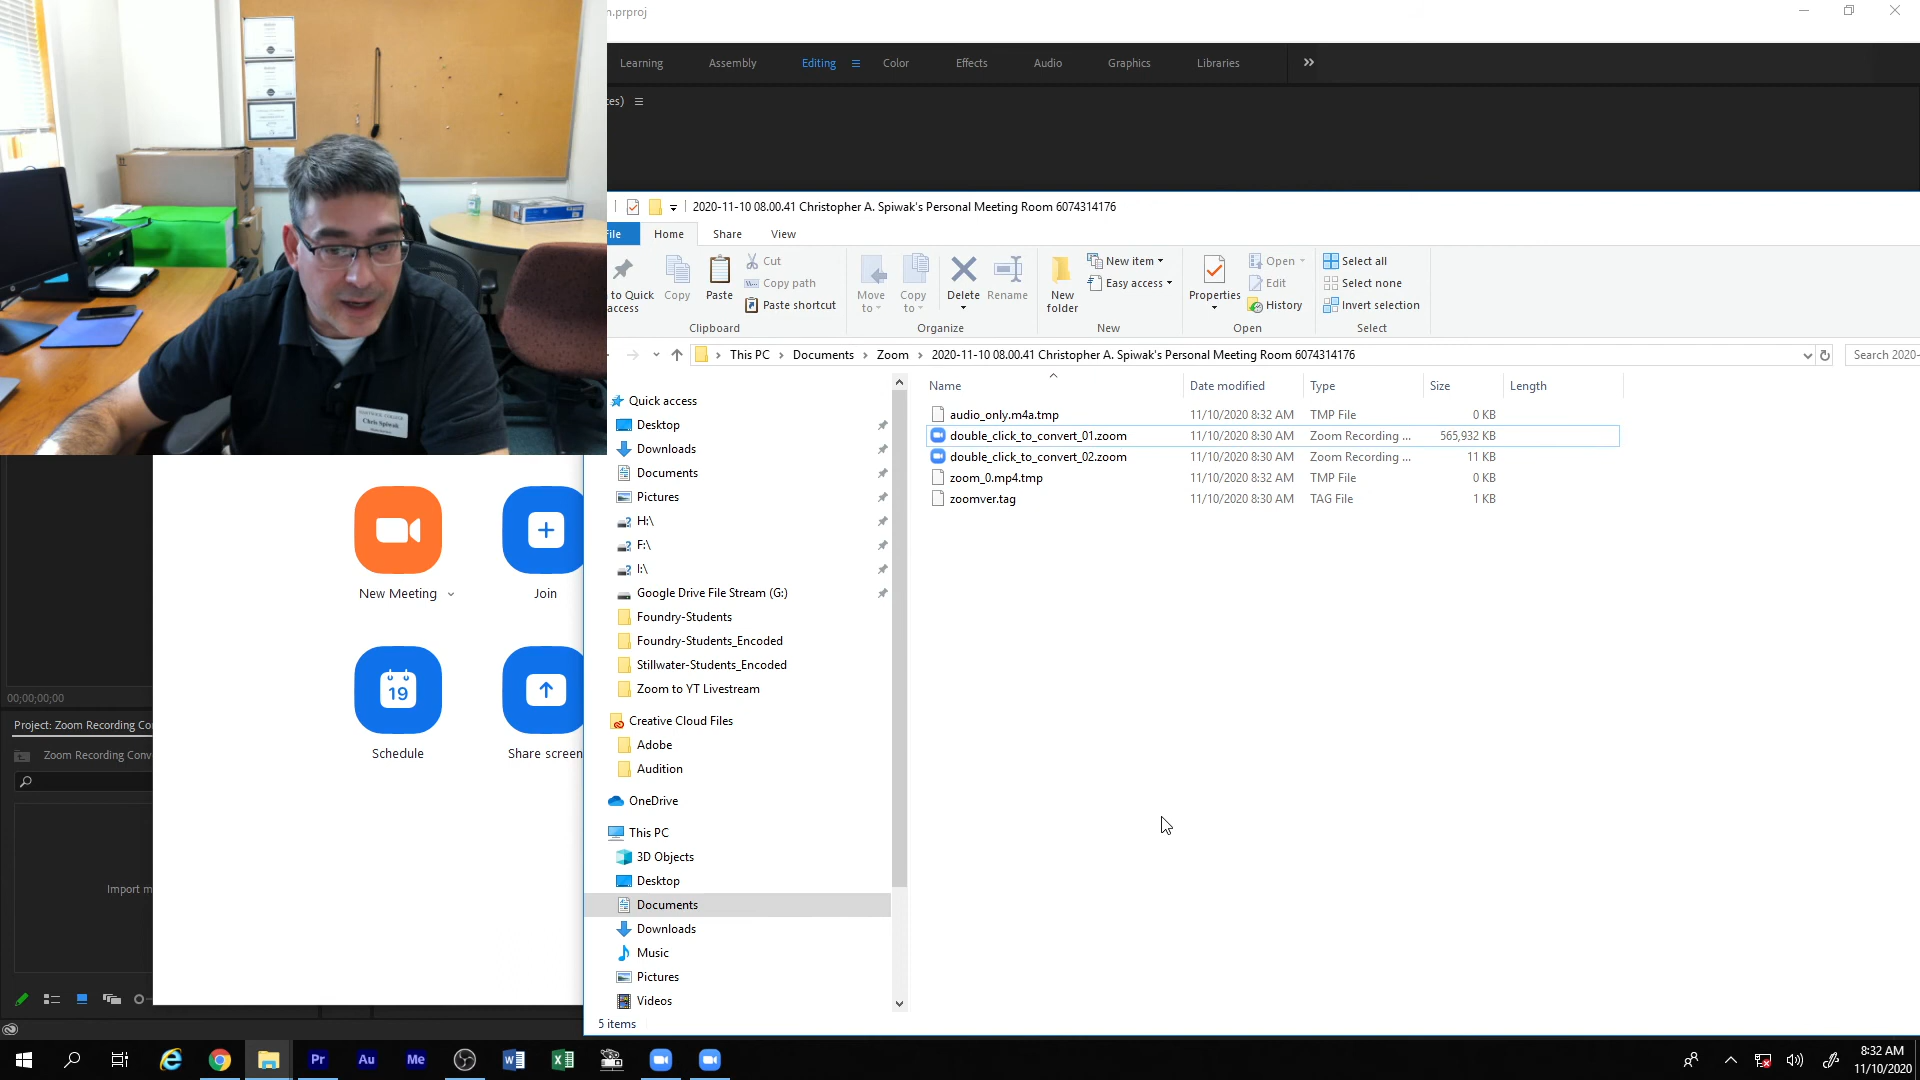 n.prproj
Learning
Assembly
Editing
Color
Effects
Audio
Graphics
Libraries
ces)
2020-11-10 08.00.41 Christopher A. Spiwak's Personal Meeting Room 6074314176
File
Home
Share
View
to Quick access
Copy
Paste
Cut
Copy path
Paste shortcut
Clipboard
Move to
Copy to
Delete
Rename
Organize
New folder
New item
Easy access
New
Properties
Open
Edit
History
Open
Select all
Select none
Invert selection
Select
This PC > Documents > Zoom > 2020-11-10 08.00.41 Christopher A. Spiwak's Personal Meeting Room 6074314176
Search 2020-
Name Date modified Type Size Length
audio_only.m4a.tmp 11/10/2020 8:32 AM TMP File 0 KB
double_click_to_convert_01.zoom 11/10/2020 8:30 AM Zoom Recording ... 565,932 KB
double_click_to_convert_02.zoom 11/10/2020 8:30 AM Zoom Recording ... 11 KB
zoom_0.mp4.tmp 11/10/2020 8:32 AM TMP File 0 KB
zoomver.tag 11/10/2020 8:30 AM TAG File 1 KB
Quick access
Desktop
Downloads
Documents
Pictures
H:\
F:\
I:\
Google Drive File Stream (G:)
Foundry-Students
Foundry-Students_Encoded
Stillwater-Students_Encoded
Zoom to YT Livestream
Creative Cloud Files
Adobe
Audition
OneDrive
This PC
3D Objects
Desktop
Documents
Downloads
Music
Pictures
Videos
5 items
Chris Spiwak
New Meeting
Join
19
Schedule
Share screen
00;00;00;00
Project: Zoom Recording Co
Zoom Recording Conv
Import m
Pr
Au
Me
8:32 AM
11/10/2020